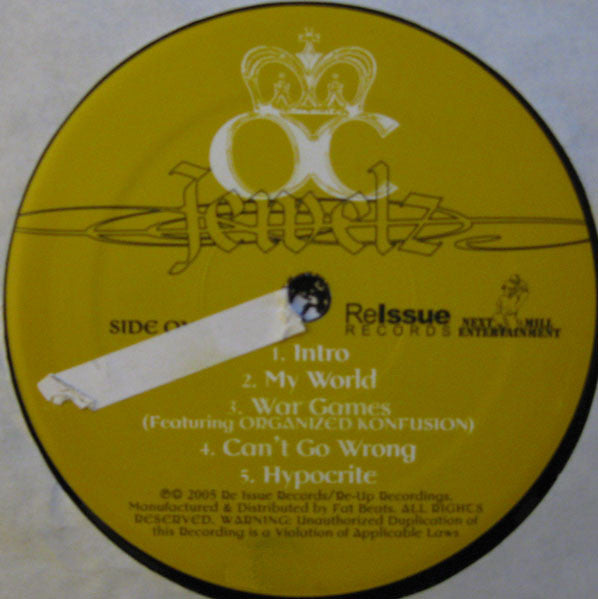 OC
Jewelz
SIDE
ReIssue
RECORDS
NEXT MILL
ENTERTAINMENT
1. Intro
2. My World
3. War Games
(Featuring ORGANIZED KONFUSION)
4. Can't Go Wrong
5. Hypocrite
℗© 2005 Re Issue Records/Re-Up Recordings.
Manufactured & Distributed by Fat Beats. ALL RIGHTS
RESERVED. WARNING: Unauthorized Duplication of
this Recording is a Violation of Applicable Laws